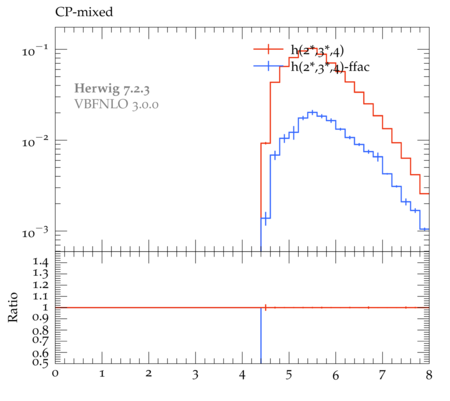 CP-mixed
10⁻¹
h(2*,3*,4)
h(2*,3*,4)-ffac
Herwig 7.2.3
VBFNLO 3.0.0
10⁻²
10⁻³
1.4
1.3
1.2
1.1
1
0.9
0.8
0.7
0.6
0.5
Ratio
0 1 2 3 4 5 6 7 8